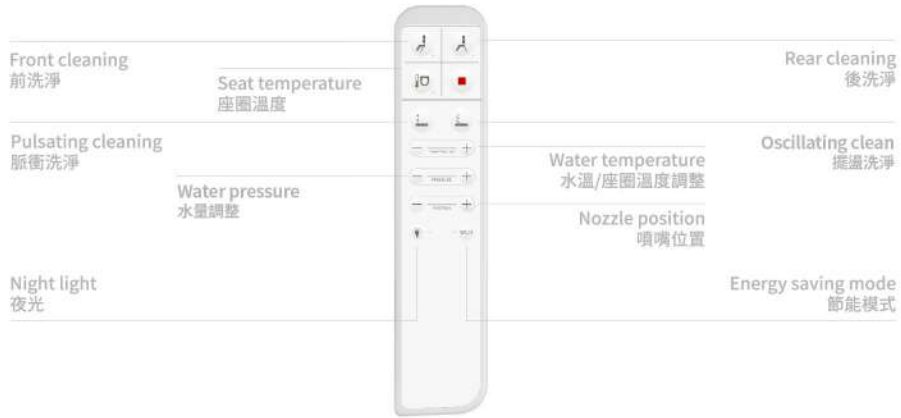 Front cleaning
前洗淨
Rear cleaning
後洗淨
Seat temperature
座圈溫度
Pulsating cleaning
脈衝洗淨
Oscillating clean
擺盪洗淨
Water temperature
水溫/座圈溫度調整
Water pressure
水量調整
Nozzle position
噴嘴位置
Night light
夜光
Energy saving mode
節能模式